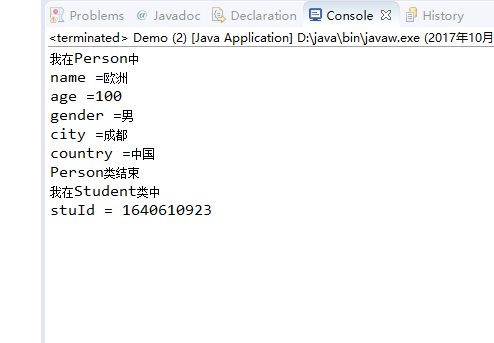 Problems @ Javadoc Declaration Console History
<terminated> Demo (2) [Java Application] D:\java\bin\javaw.exe (2017年10月
我在Person中
name =欧洲
age =100
gender =男
city =成都
country =中国
Person类结束
我在Student类中
stuId = 1640610923